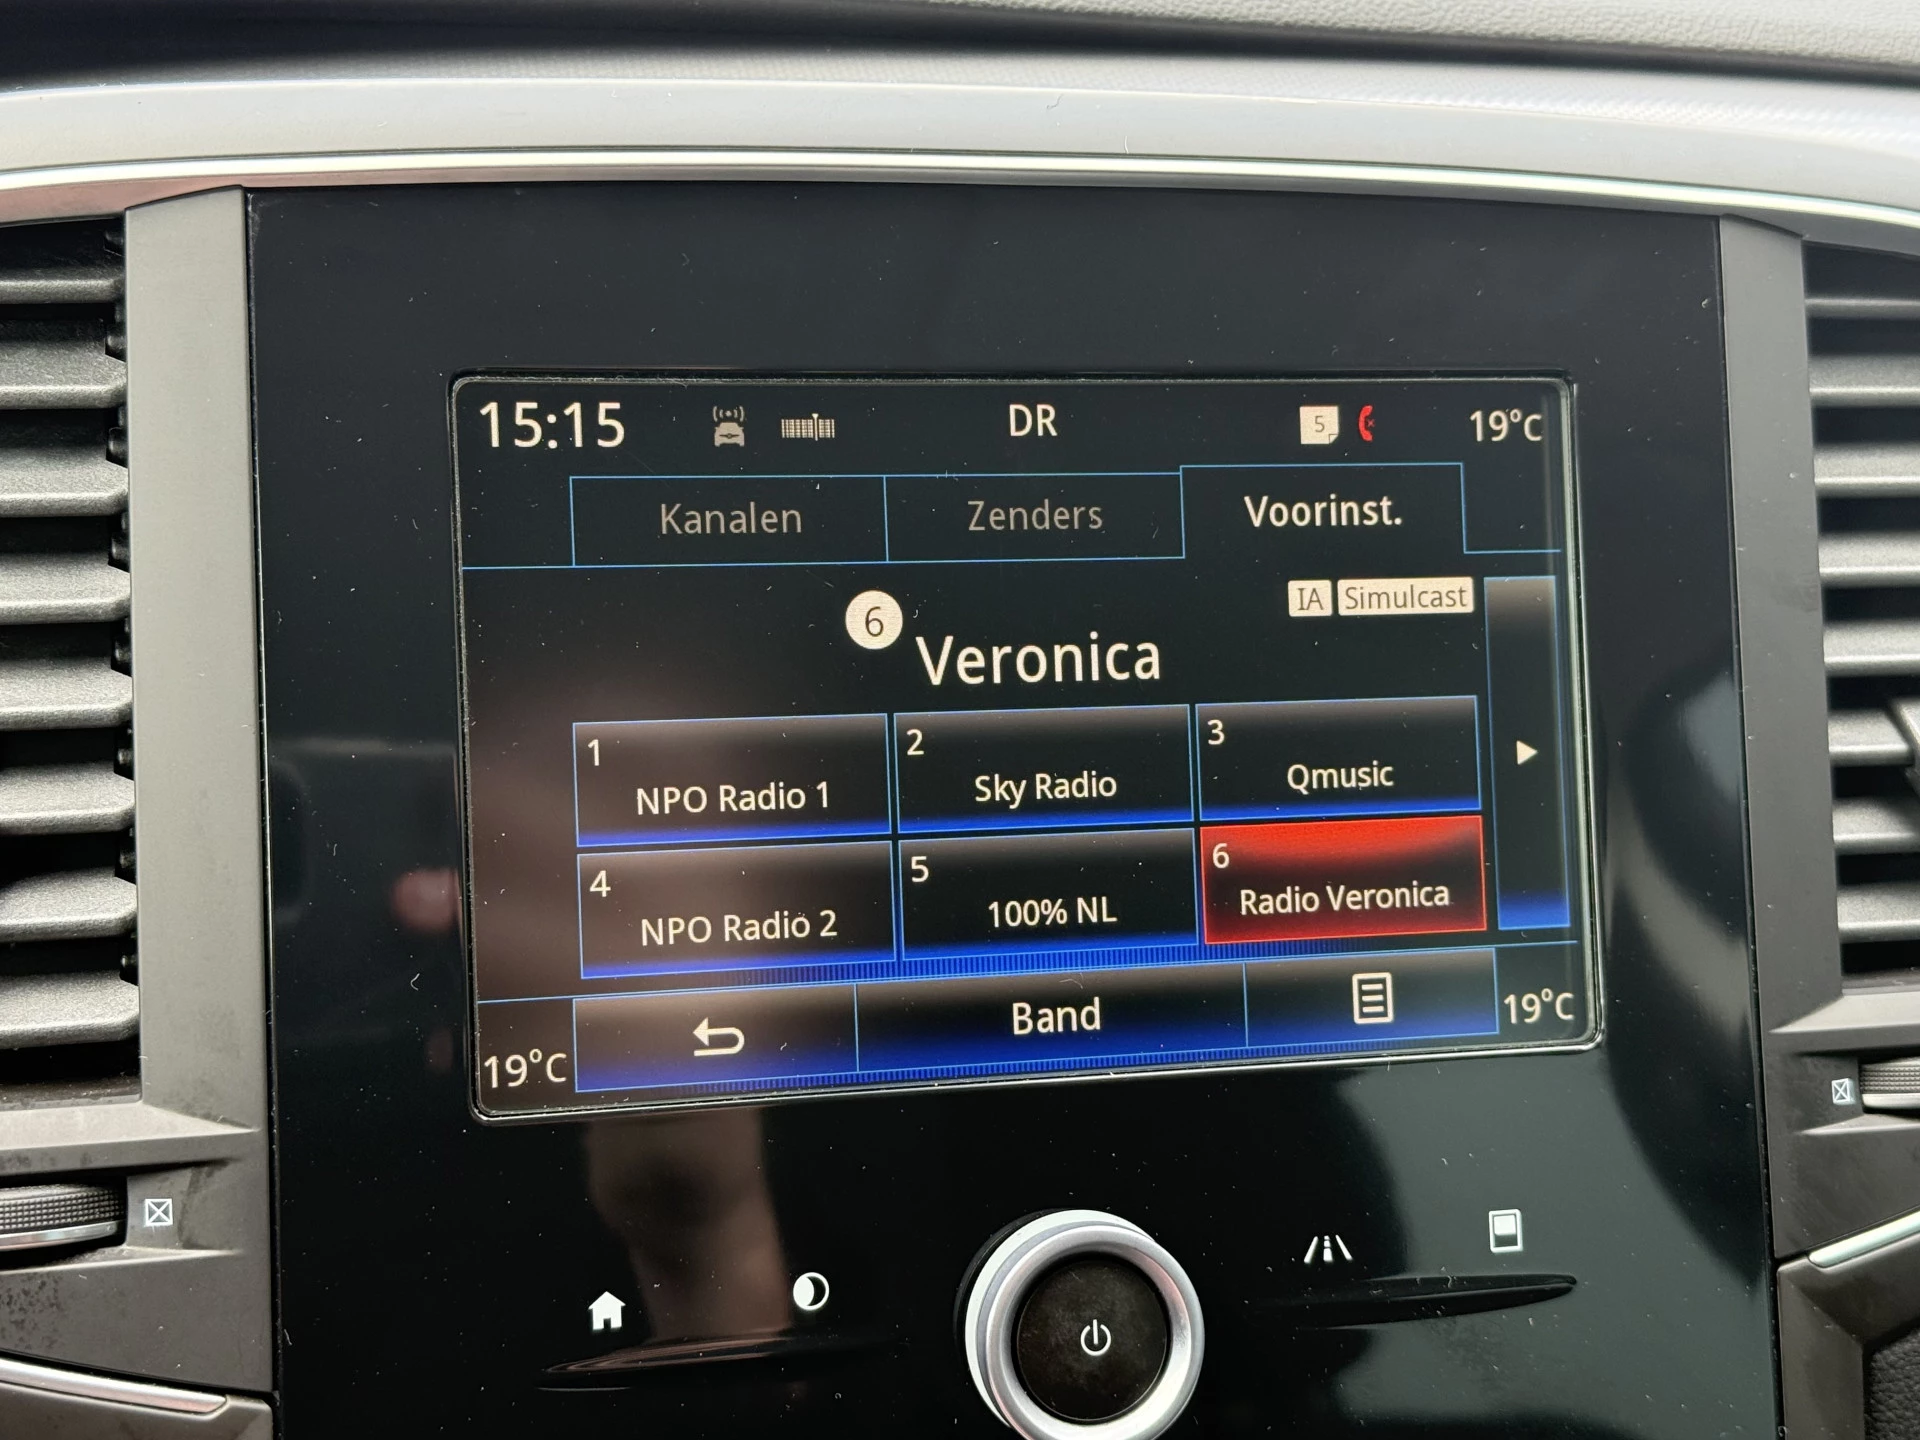 15:15 DR 5 19°C
Kanalen Zenders Voorinst.
IA Simulcast
6 Veronica
1 NPO Radio 1
2 Sky Radio
3 Qmusic
4 NPO Radio 2
5 100% NL
6 Radio Veronica
19°C Band 19°C